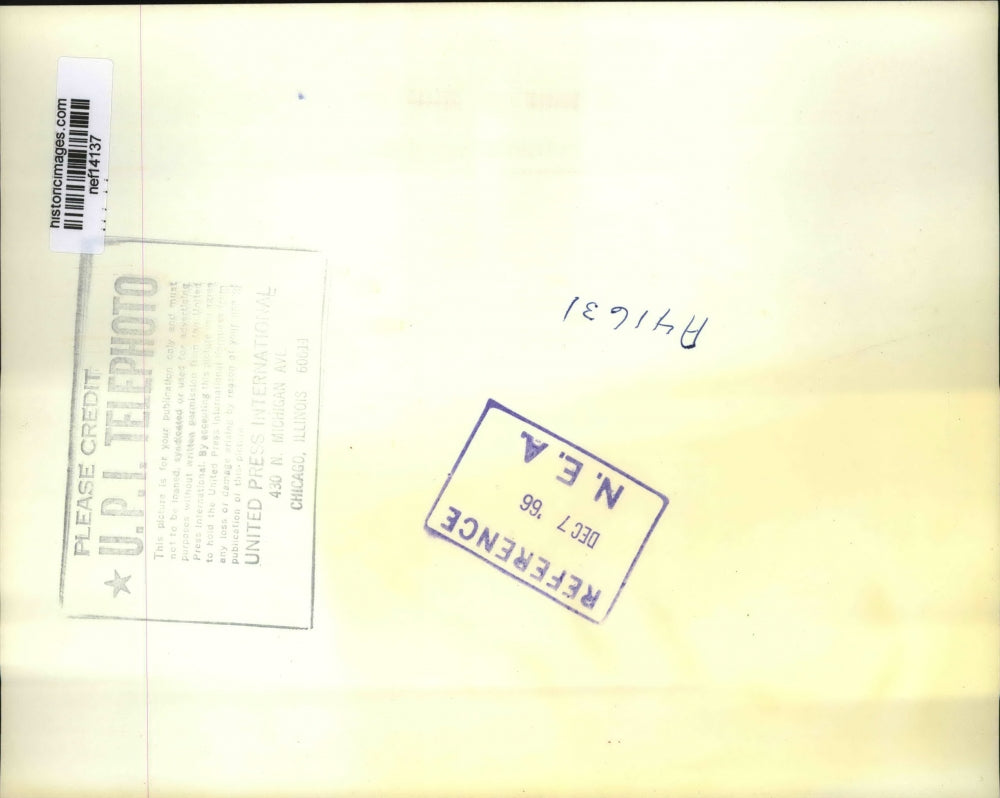 historicimages.com
nef14137
PLEASE CREDIT
U.P.I. TELEPHOTO
This picture is for your publication only and must
not to be loaned, syndicated or used for advertising
purposes without written permission from the United
Press International. By accepting this picture you agree
to hold the United Press International harmless from
any loss or damage arising by reason of your use of
publication of this picture.
UNITED PRESS INTERNATIONAL
430 N. MICHIGAN AVE
CHICAGO, ILLINOIS 60611
A41631
REFERENCE
DEC 7 '66
N. E. A.